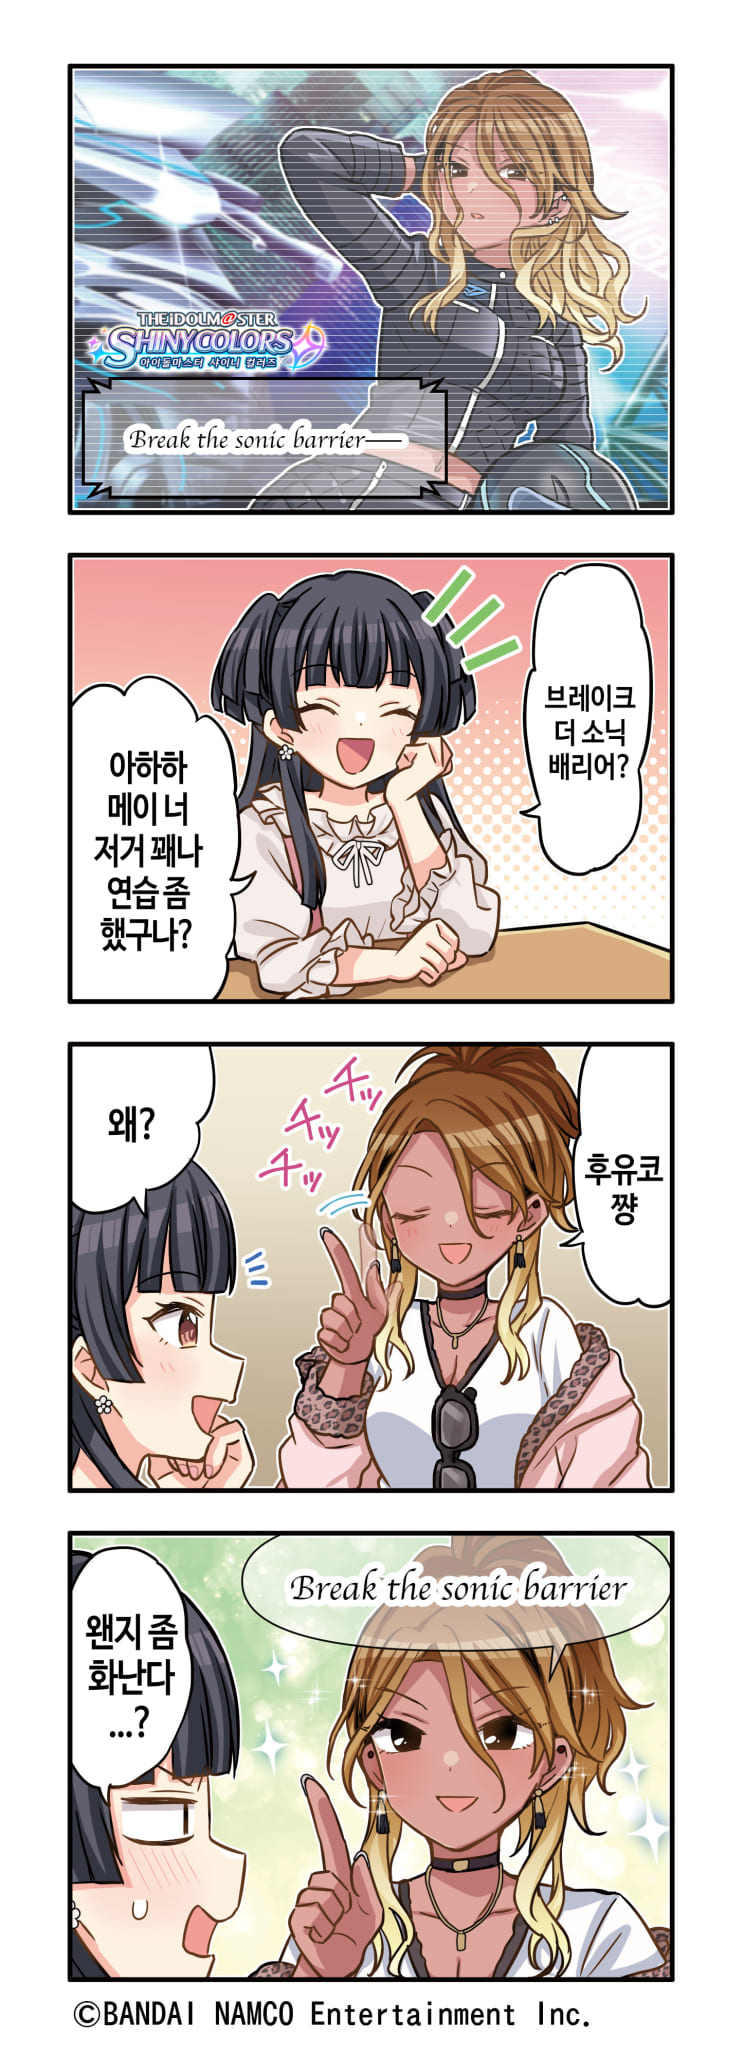 THE iDOLM@STER
SHINYCOLORS
아이돌마스터 샤이니 컬러즈
Break the sonic barrier——
브레이크
더 소닉
배리어?
아하하
메이 너
저거 꽤나
연습 좀
했구나?
후유코
쨩
チッ
チッ
チッ
왜?
Break the sonic barrier
왠지 좀
화난다
...?
©BANDAI NAMCO Entertainment Inc.